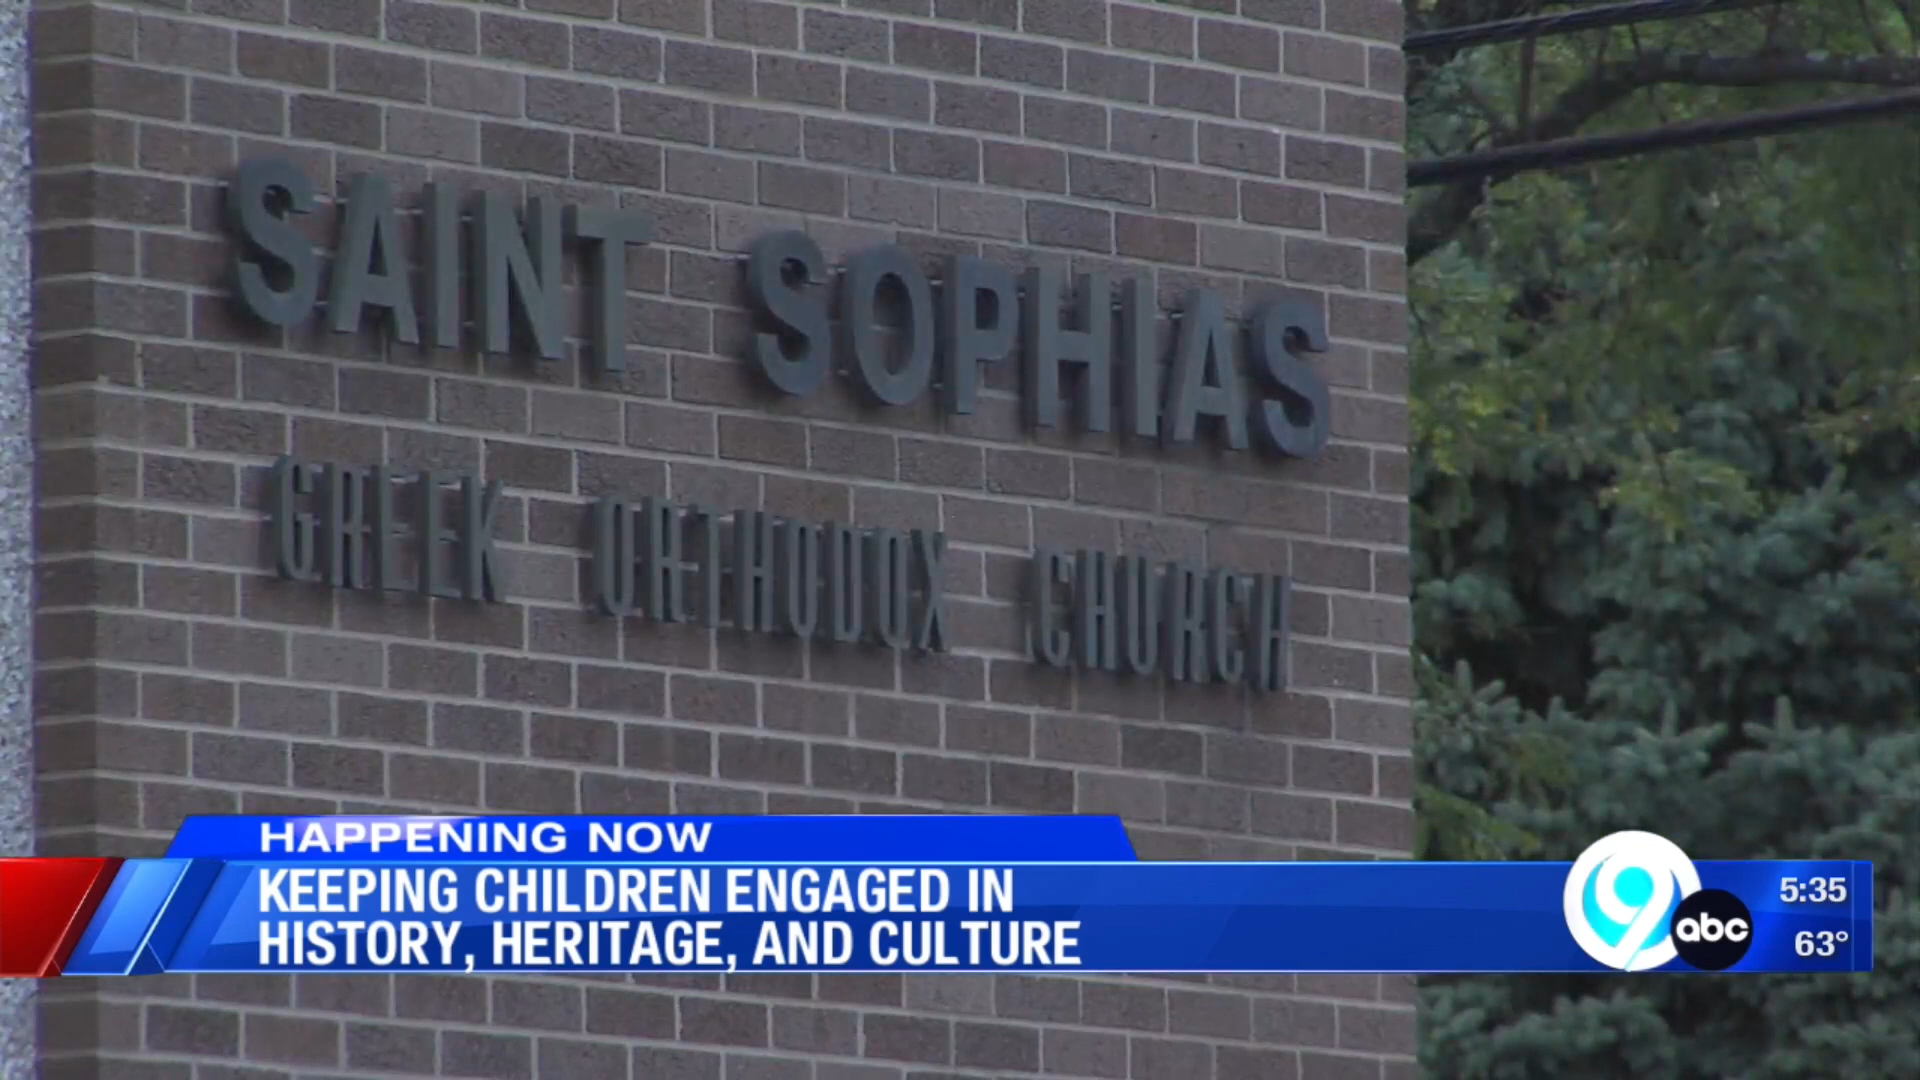 SAINT SOPHIAS
GREEK ORTHODOX CHURCH
HAPPENING NOW
KEEPING CHILDREN ENGAGED IN
HISTORY, HERITAGE, AND CULTURE
9
abc
5:35
63°